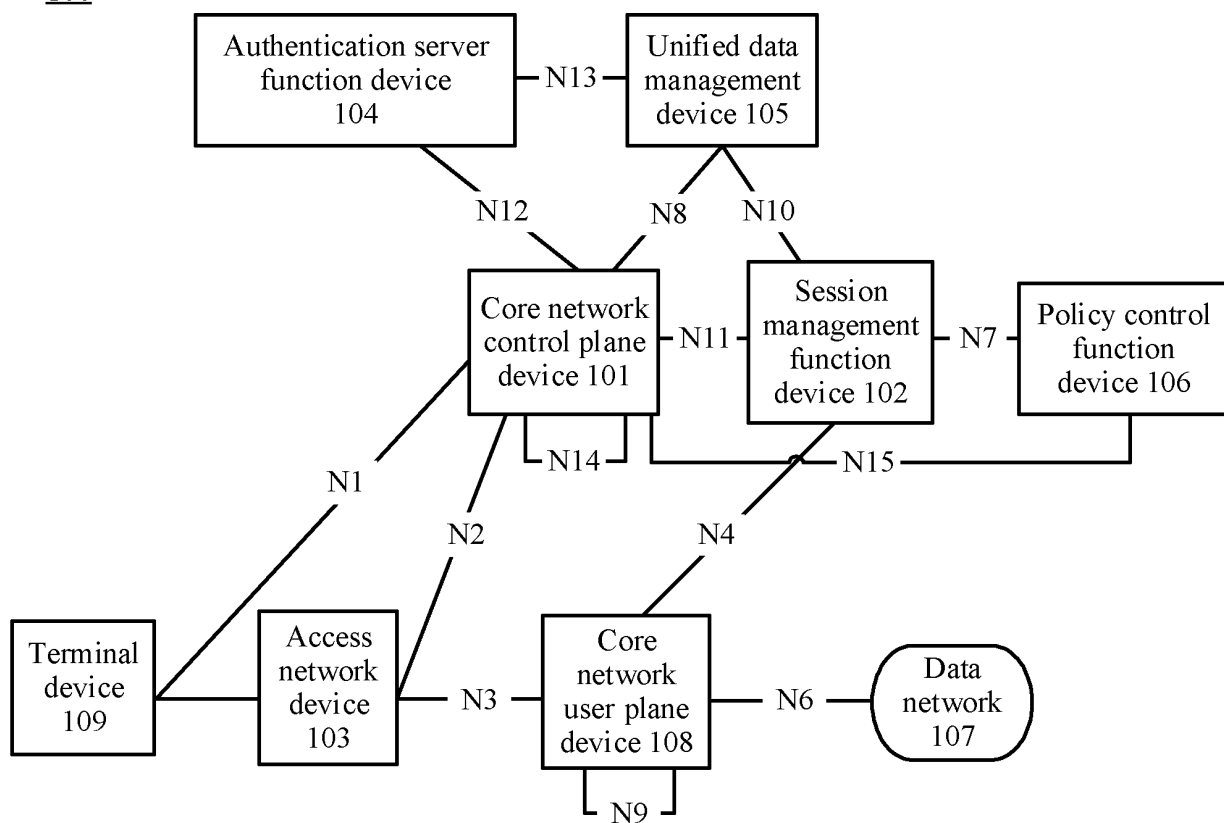 Authentication server
function device
104
N13
Unified data
management
device 105
N12
N8
N10
Core network
control plane
device 101
N11
Session
management
function
device 102
N7
Policy control
function
device 106
N14
N15
N1
N2
N4
Terminal
device
109
Access
network
device
103
N3
Core
network
user plane
device 108
N6
Data
network
107
N9